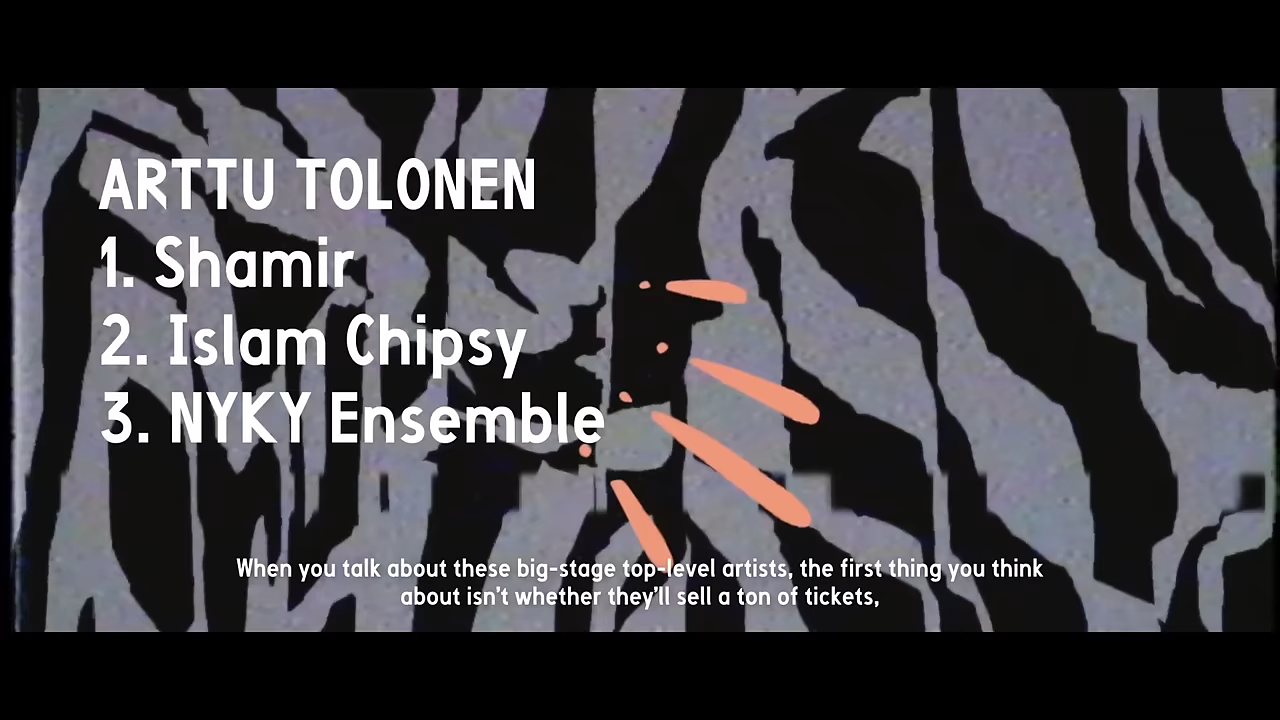 ARTTU TOLONEN
1. Shamir
2. Islam Chipsy
3. NYKY Ensemble
When you talk about these big-stage top-level artists, the first thing you think
about isn't whether they'll sell a ton of tickets,